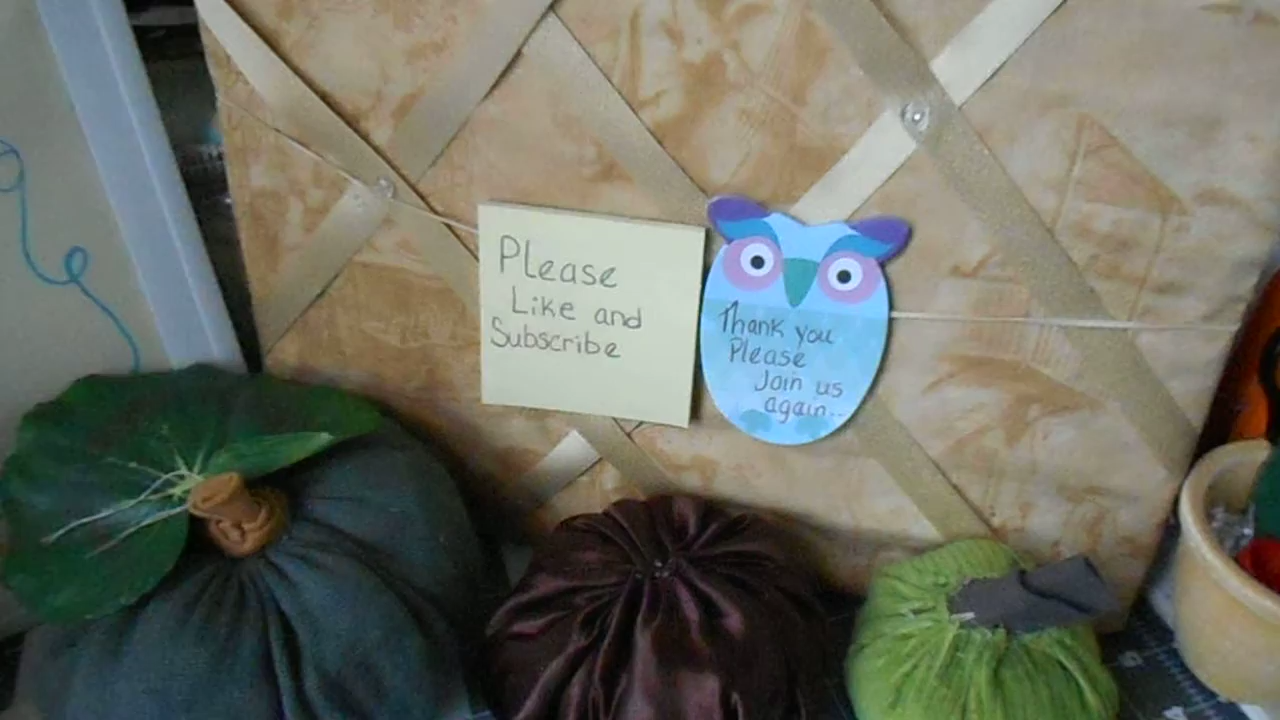 Please
Like and
Subscribe
Thank you
Please
Join us
again...